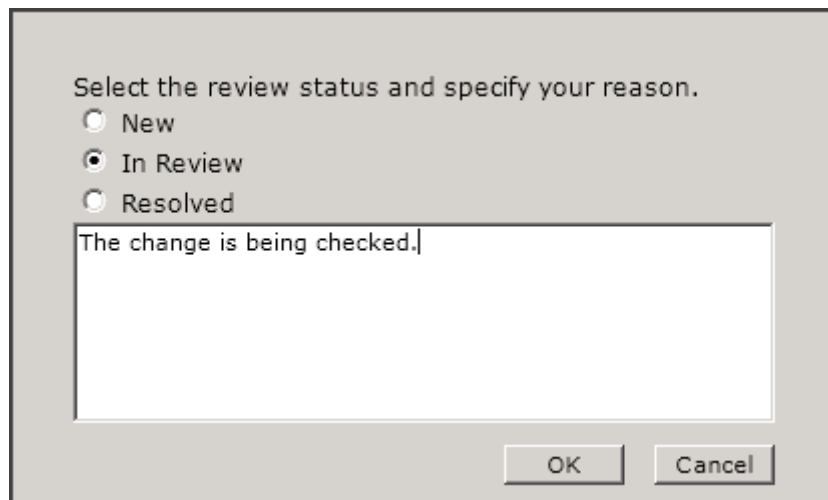 Select the review status and specify your reason.
New
In Review
Resolved
The change is being checked.
OK Cancel